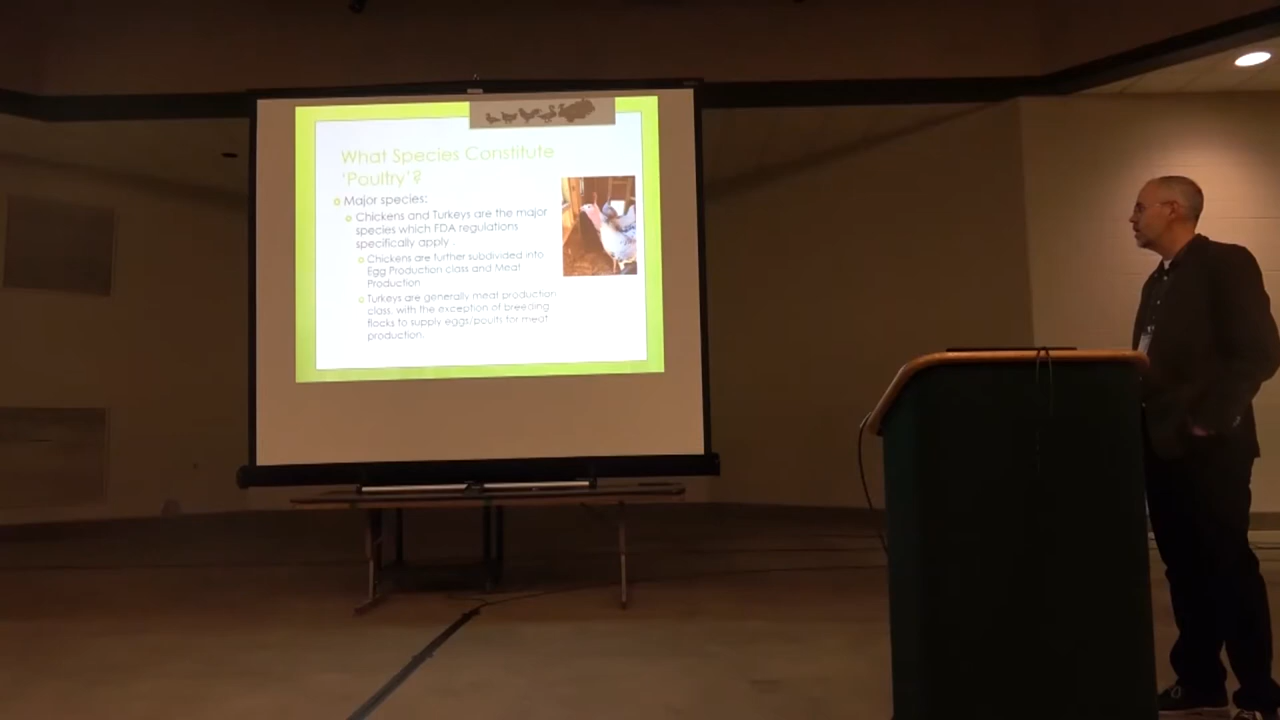 What Species Constitute
'Poultry'?
Major species:
Chickens and Turkeys are the major
species which FDA regulations
specifically apply .
Chickens are further subdivided into
Egg Production class and Meat
Production
Turkeys are generally meat production
class, with the exception of breeding
flocks to supply eggs/poults for meat
production.